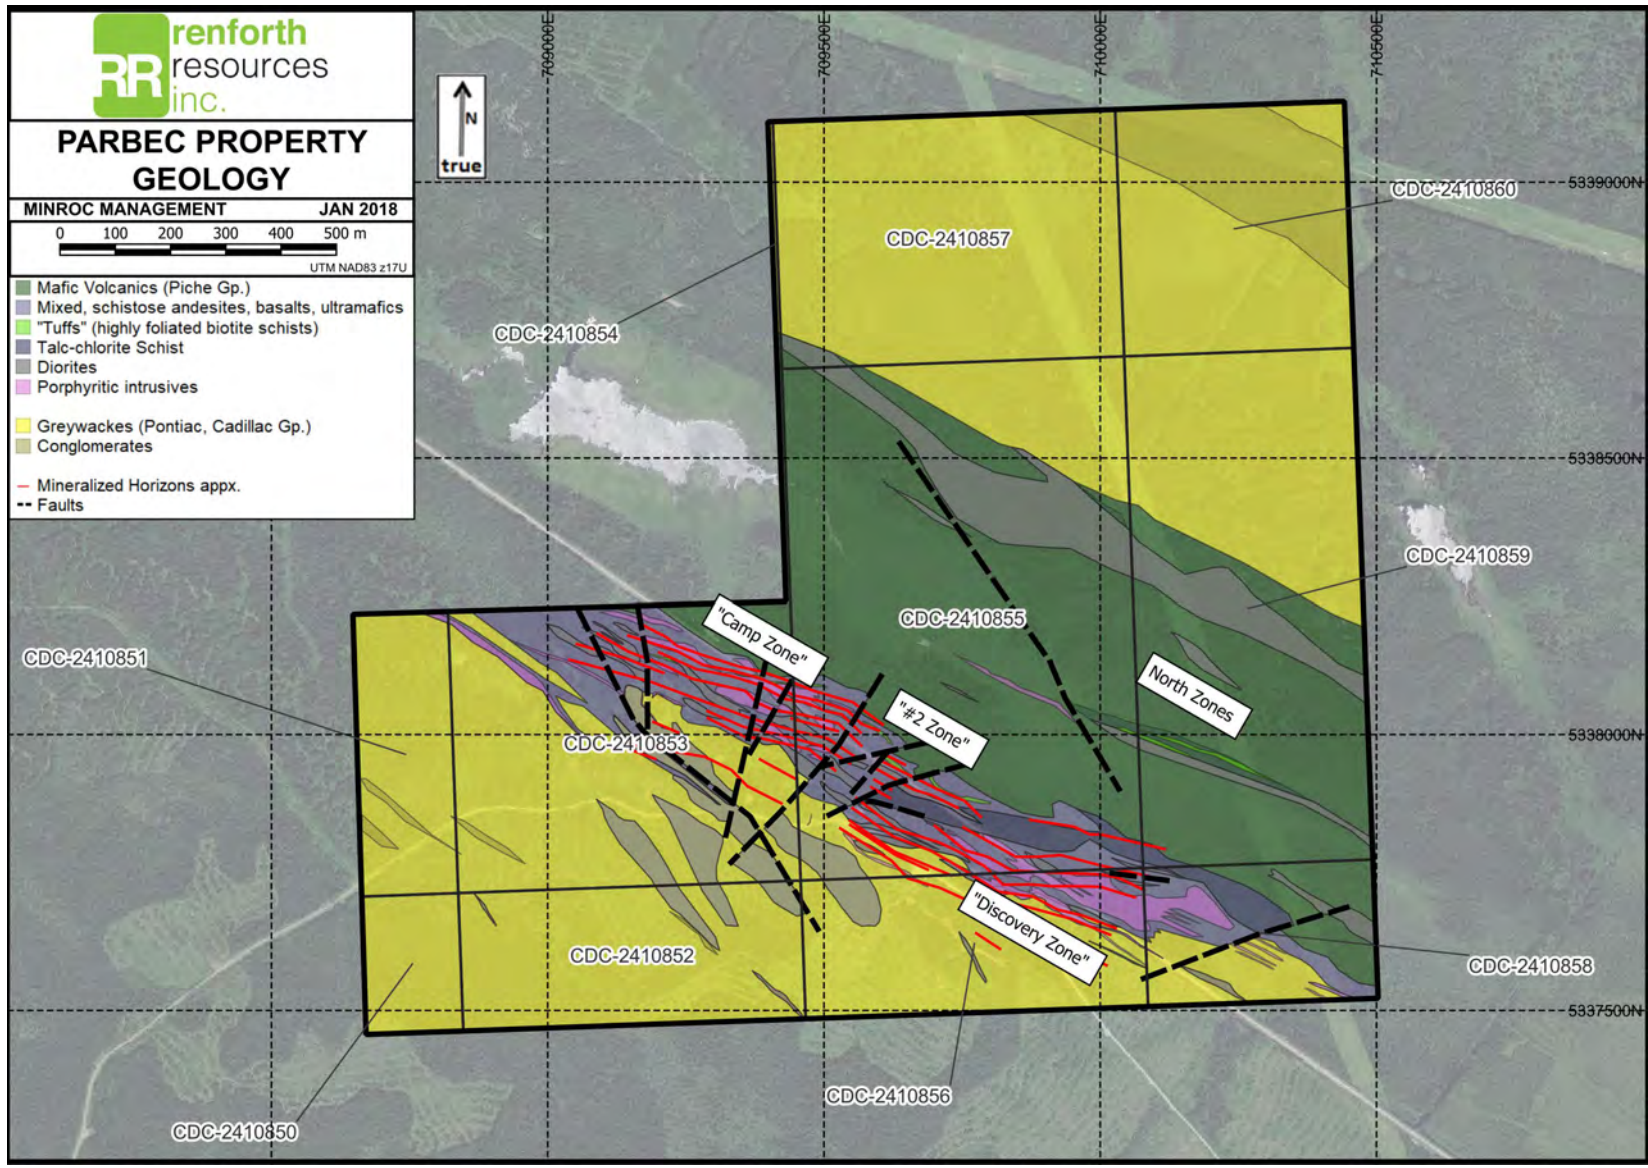 renforth
RR resources
inc.
PARBEC PROPERTY
GEOLOGY
MINROC MANAGEMENT JAN 2018
0 100 200 300 400 500 m
UTM NAD83 z17U
Mafic Volcanics (Piche Gp.)
Mixed, schistose andesites, basalts, ultramafics
"Tuffs" (highly foliated biotite schists)
Talc-chlorite Schist
Diorites
Porphyritic intrusives
Greywackes (Pontiac, Cadillac Gp.)
Conglomerates
Mineralized Horizons appx.
Faults
N
true
709000E
709500E
710000E
710500E
5339000N
5338500N
5338000N
5337500N
CDC-2410860
CDC-2410857
CDC-2410854
CDC-2410859
CDC-2410855
"Camp Zone"
CDC-2410851
North Zones
"#2 Zone"
CDC-2410853
"Discovery Zone"
CDC-2410852
CDC-2410858
CDC-2410856
CDC-2410850